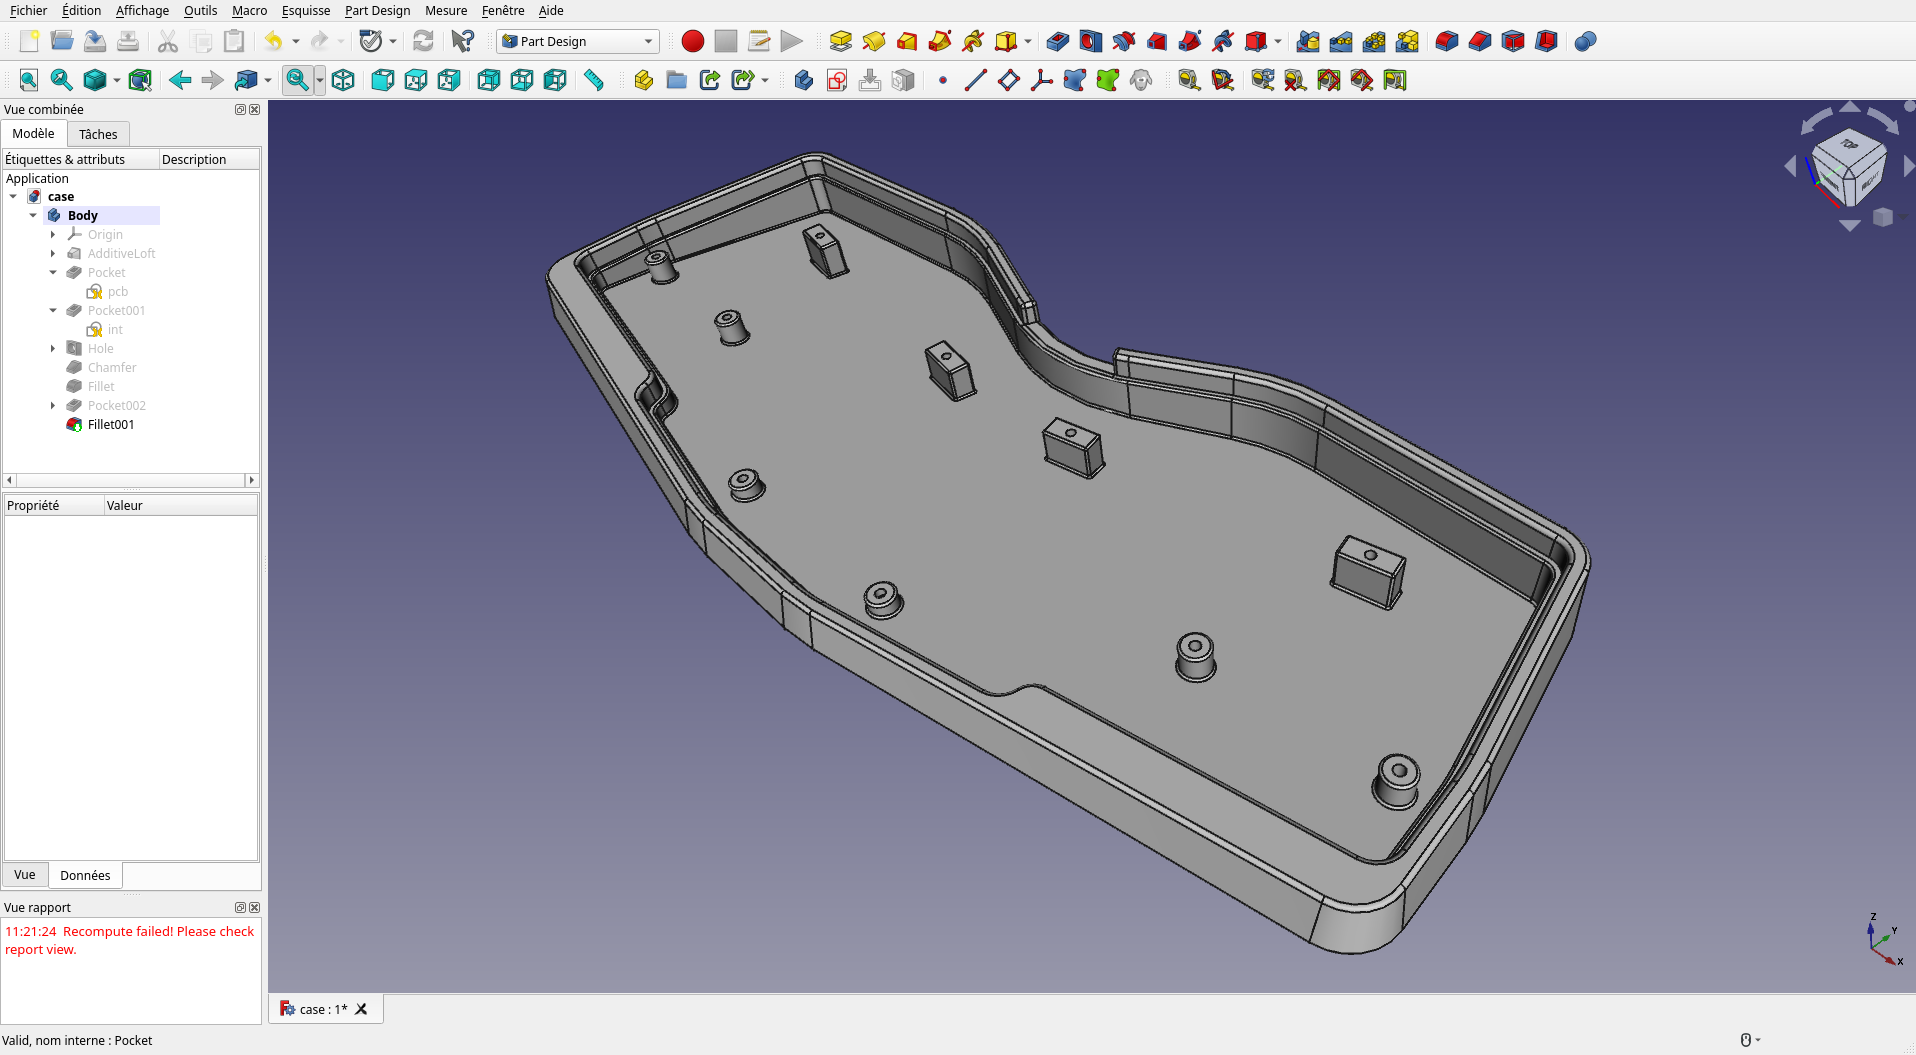 Fichier Édition Affichage Outils Macro Esquisse Part Design Mesure Fenêtre Aide
Part Design
Vue combinée
Modèle Tâches
Étiquettes & attributs Description
Application
case
Body
Origin
AdditiveLoft
Pocket
pcb
Pocket001
int
Hole
Chamfer
Fillet
Pocket002
Fillet001
Propriété Valeur
Vue Données
Vue rapport
11:21:24 Recompute failed! Please check
report view.
TOP
RIGHT
Z
Y
X
case : 1*
Valid, nom interne : Pocket